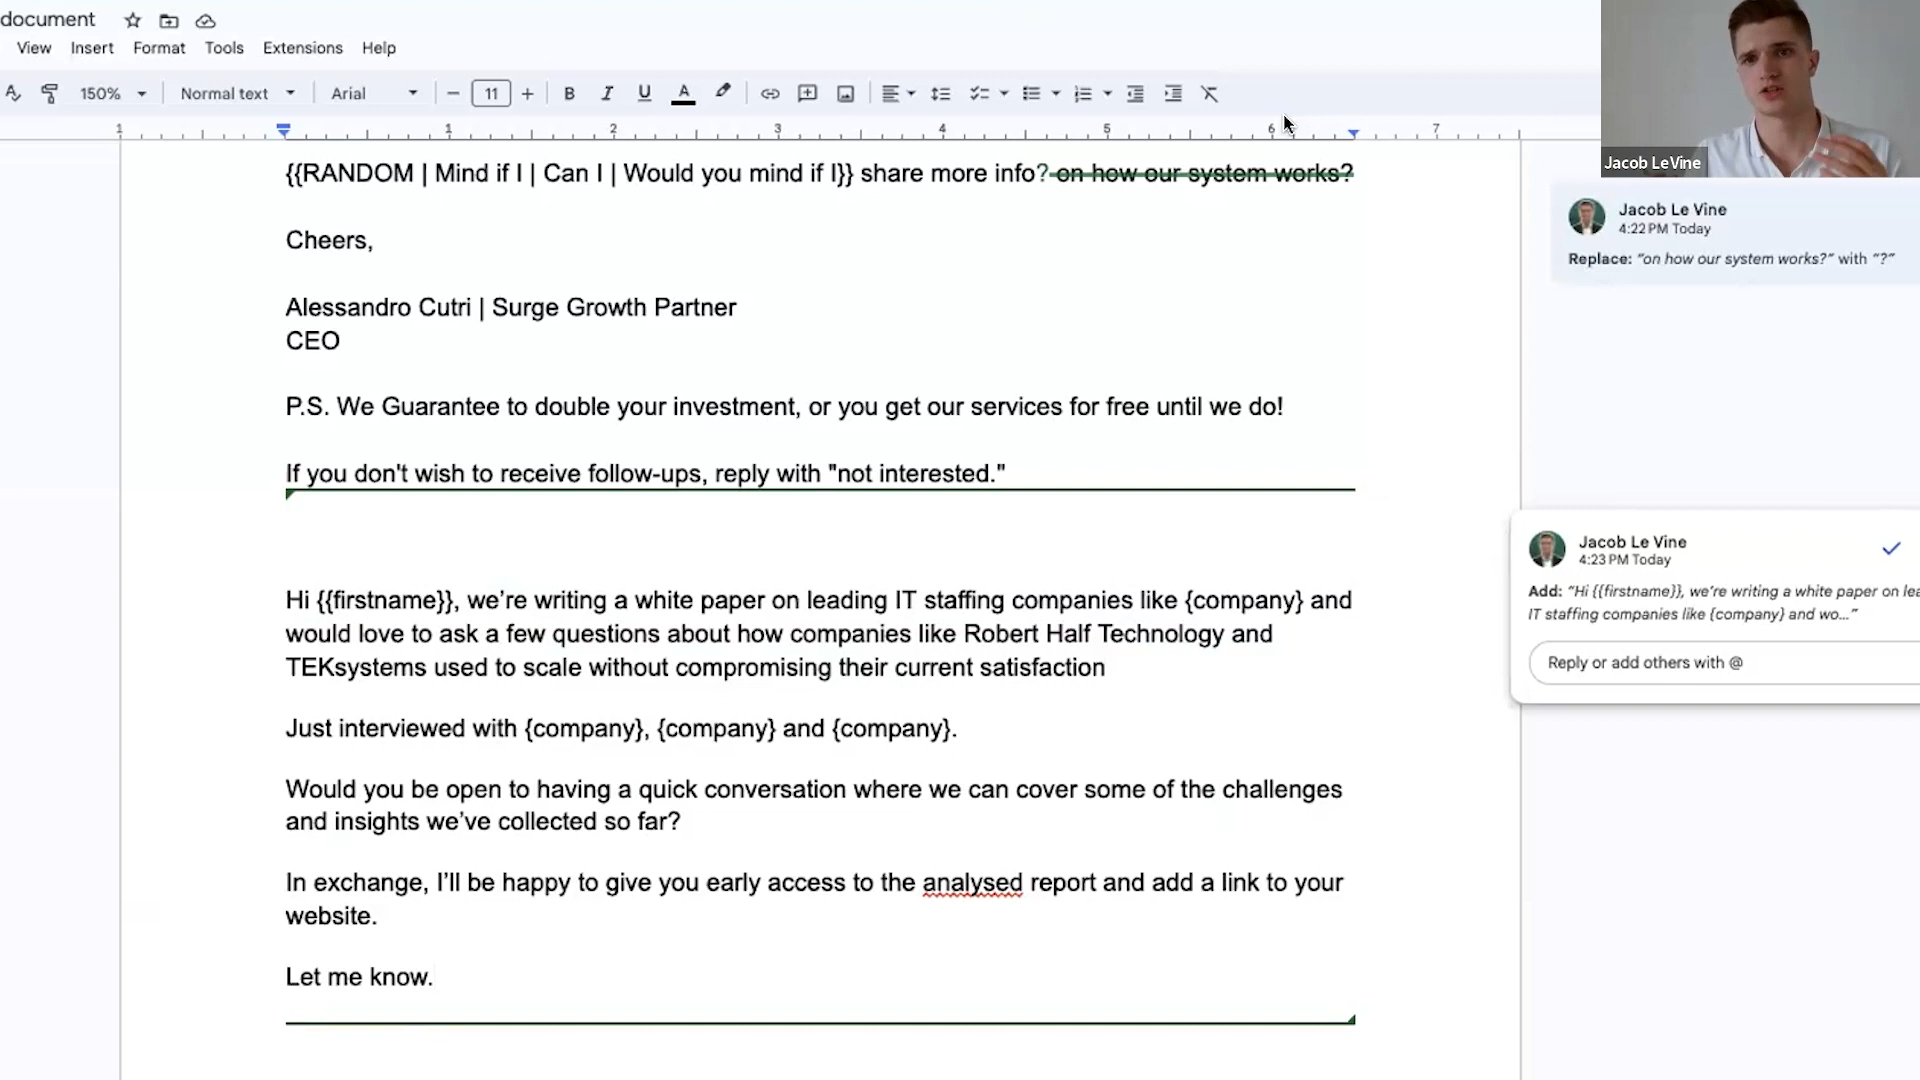 document
View Insert Format Tools Extensions Help
150% Normal text Arial − 11 + B I U A
1 1 2 3 4 5 6 7
{{RANDOM | Mind if I | Can I | Would you mind if I}} share more info? on how our system works?
Cheers,
Alessandro Cutri | Surge Growth Partner
CEO
P.S. We Guarantee to double your investment, or you get our services for free until we do!
If you don't wish to receive follow-ups, reply with "not interested."
Hi {{firstname}}, we’re writing a white paper on leading IT staffing companies like {company} and
would love to ask a few questions about how companies like Robert Half Technology and
TEKsystems used to scale without compromising their current satisfaction
Just interviewed with {company}, {company} and {company}.
Would you be open to having a quick conversation where we can cover some of the challenges
and insights we’ve collected so far?
In exchange, I’ll be happy to give you early access to the analysed report and add a link to your
website.
Let me know.
Jacob LeVine
Jacob Le Vine
4:22 PM Today
Replace: “on how our system works?” with “?”
Jacob Le Vine
4:23 PM Today
Add: “Hi {{firstname}}, we’re writing a white paper on lea
IT staffing companies like {company} and wo...”
Reply or add others with @